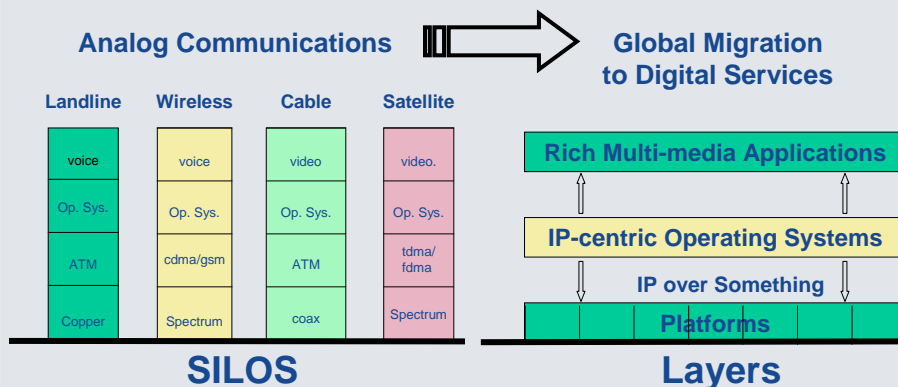 Analog Communications
Global Migration
to Digital Services
Landline
Wireless
Cable
Satellite
voice
voice
video
video.
Op. Sys.
Op. Sys.
Op. Sys.
Op. Sys.
ATM
cdma/gsm
ATM
tdma/
fdma
Copper
Spectrum
coax
Spectrum
SILOS
Rich Multi-media Applications
IP-centric Operating Systems
IP over Something
Platforms
Layers